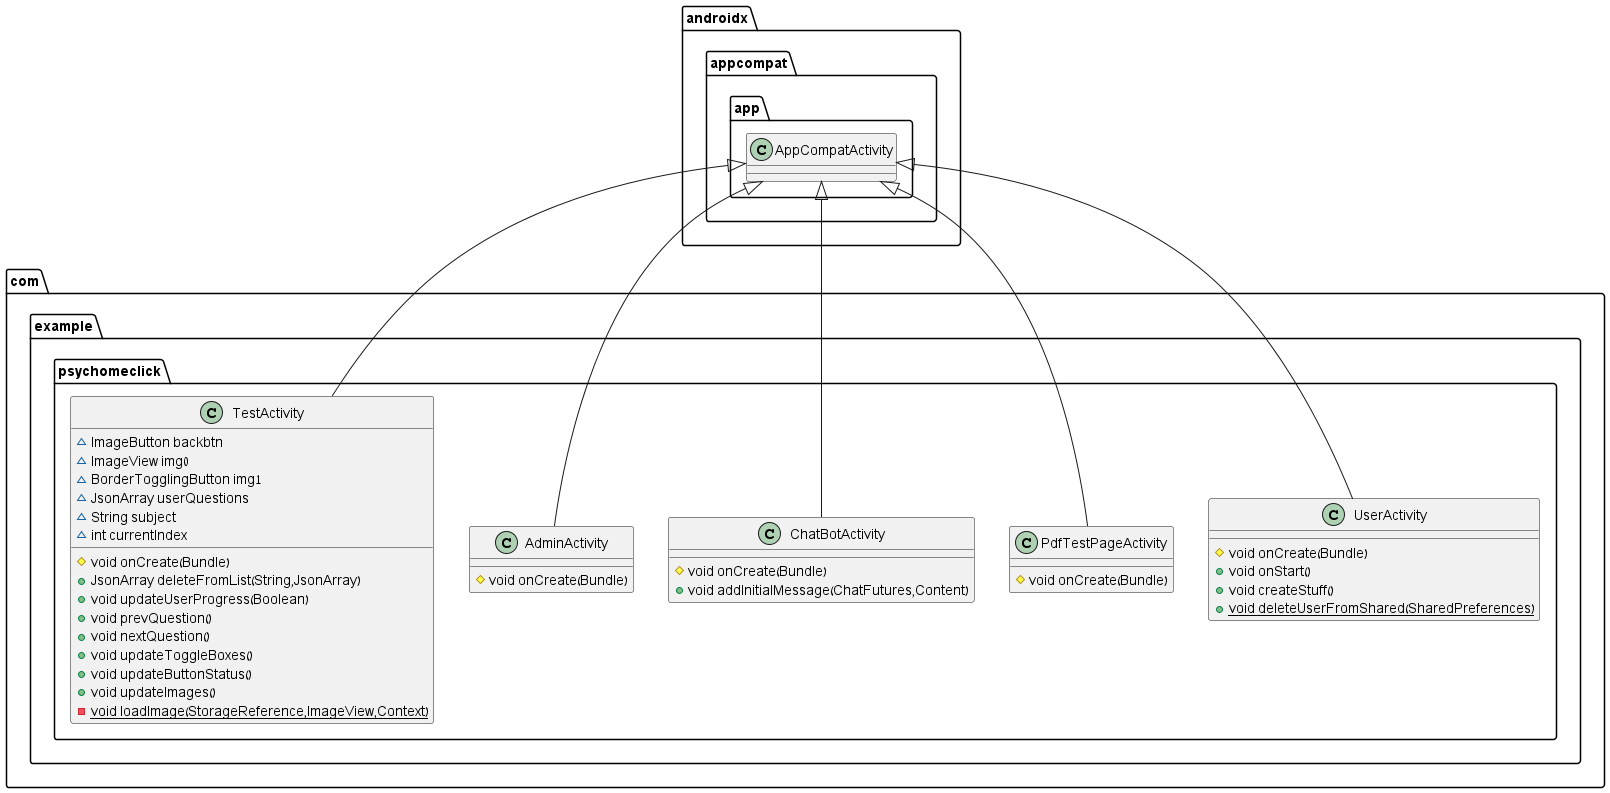 androidx
appcompat
app
C AppCompatActivity
com
example
psychomeclick
C TestActivity
ImageButton backbtn
ImageView img0
BorderTogglingButton img1
JsonArray userQuestions
String subject
int currentIndex
void onCreate(Bundle)
JsonArray deleteFromList(String,JsonArray)
void updateUserProgress(Boolean)
void prevQuestion()
void nextQuestion()
void updateToggleBoxes()
void updateButtonStatus()
void updateImages()
void loadImage(StorageReference,ImageView,Context)
C AdminActivity
void onCreate(Bundle)
C ChatBotActivity
void onCreate(Bundle)
void addInitialMessage(ChatFutures,Content)
C PdfTestPageActivity
void onCreate(Bundle)
C UserActivity
void onCreate(Bundle)
void onStart()
void createStuff()
void deleteUserFromShared(SharedPreferences)